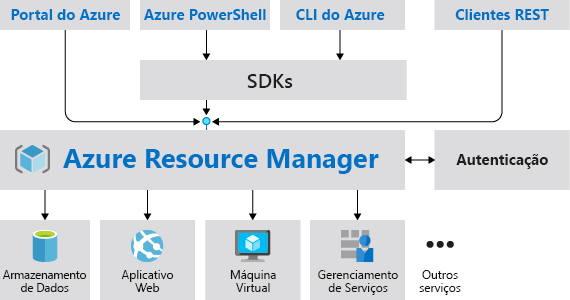 Portal do Azure
Azure PowerShell
CLI do Azure
Clientes REST
SDKs
Azure Resource Manager
Autenticação
Armazenamento
de Dados
Aplicativo
Web
Máquina
Virtual
Gerenciamento
de Serviços
Outros
serviços